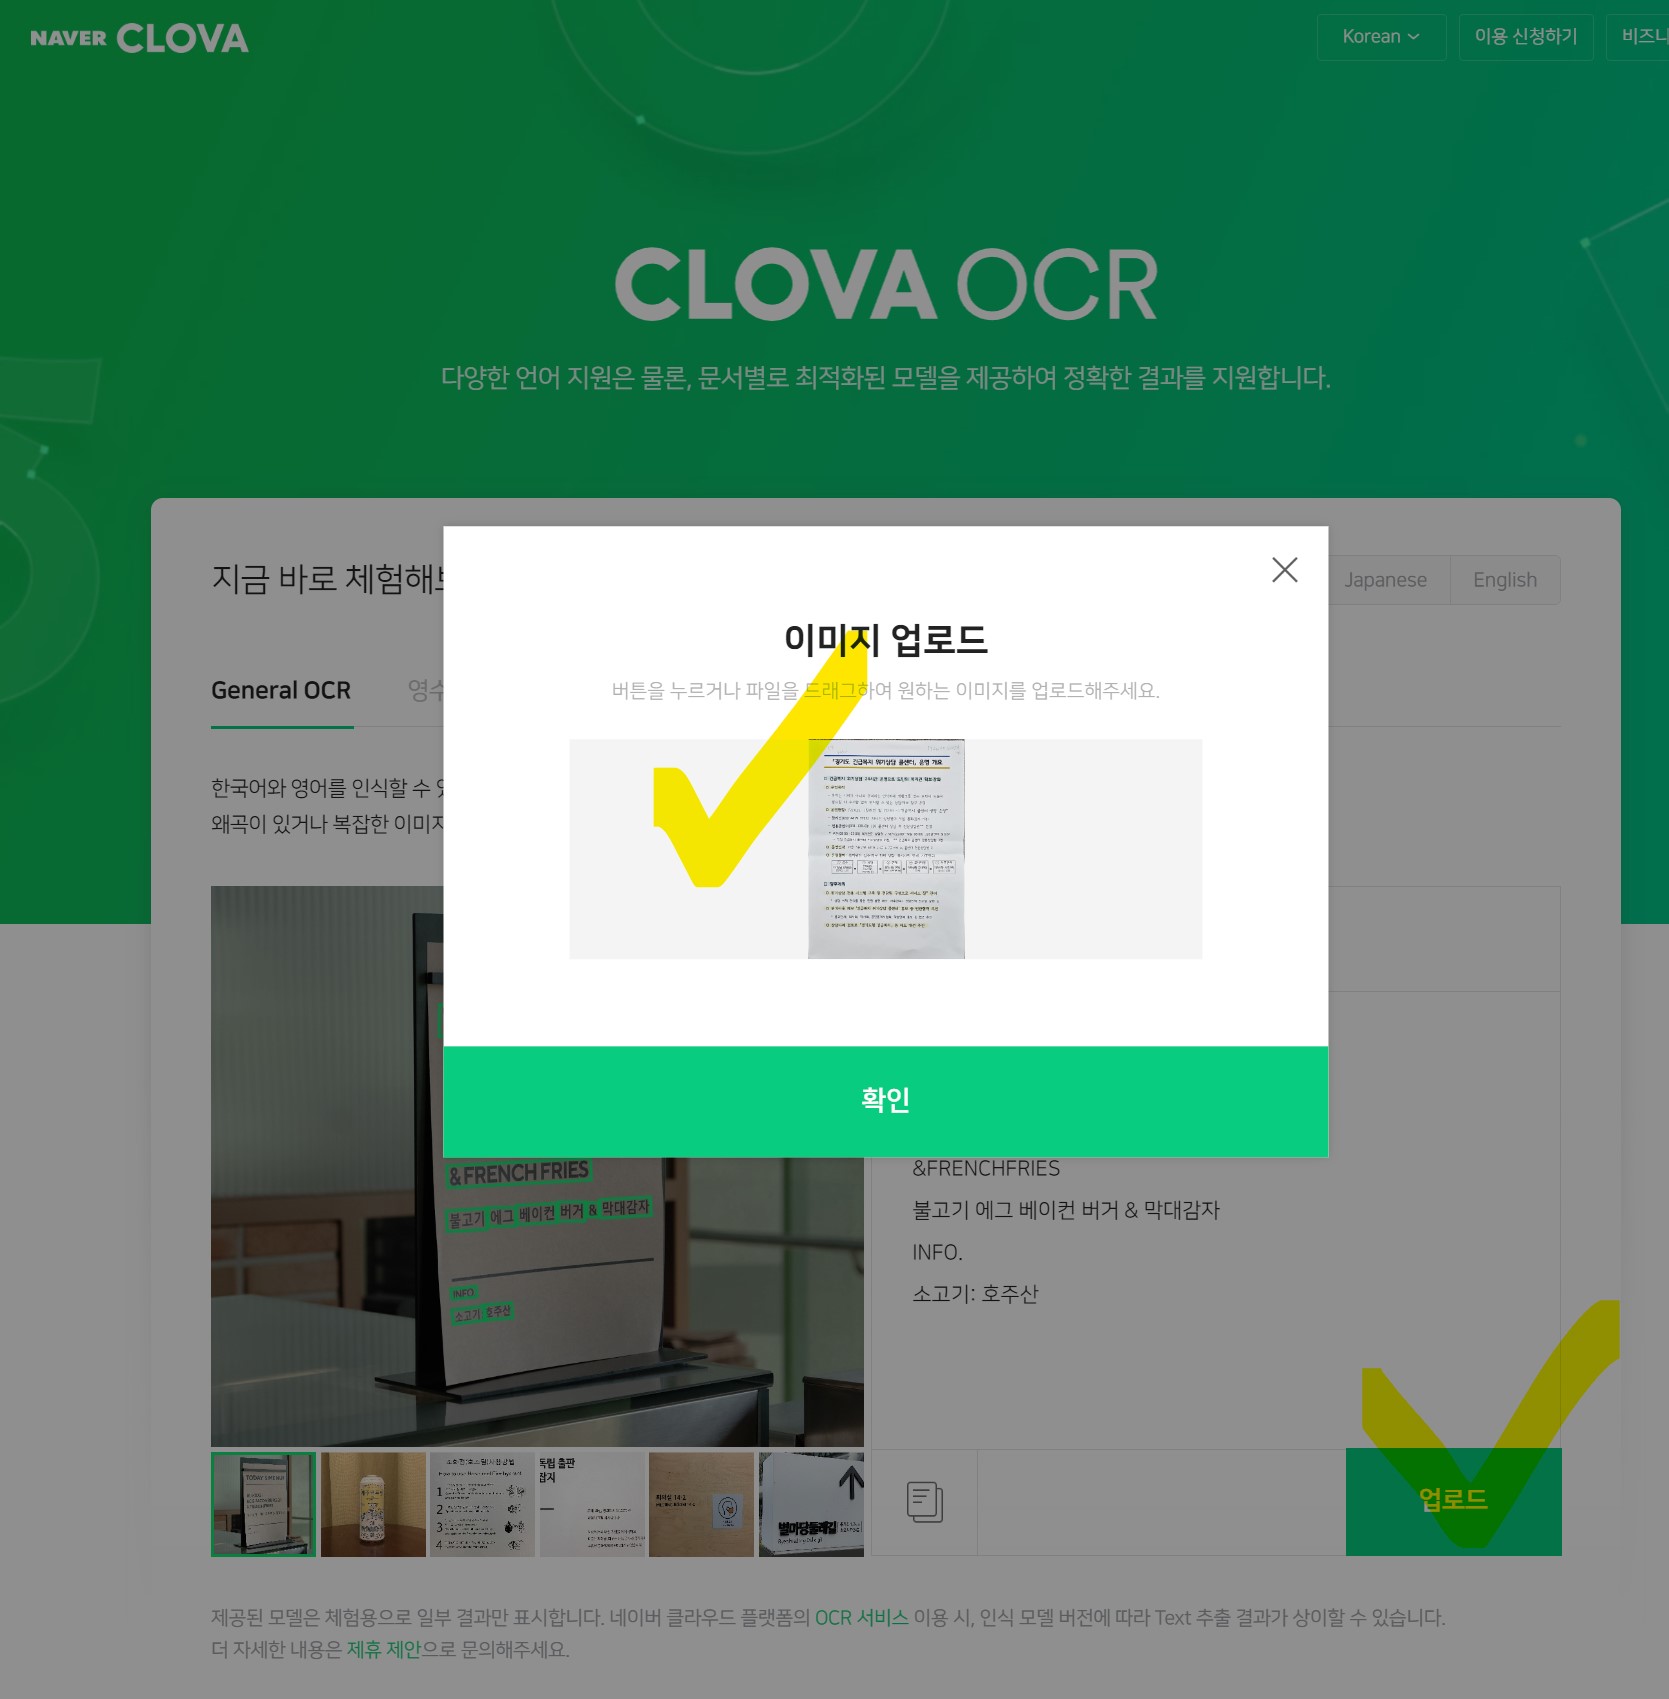 NAVER CLOVA
Korean
이용 신청하기
비즈니
CLOVA OCR
다양한 언어 지원은 물론, 문서별로 최적화된 모델을 제공하여 정확한 결과를 지원합니다.
지금 바로 체험해보
Japanese
English
General OCR
영수
한국어와 영어를 인식할 수 있
왜곡이 있거나 복잡한 이미지
이미지 업로드
버튼을 누르거나 파일을 드래그하여 원하는 이미지를 업로드해주세요.
「경기도 긴급복지 위기상담 콜센터」 운영 개요
확인
& FRENCH FRIES
불고기 에그 베이컨 버거 & 막대감자
INFO.
소고기 호주산
&FRENCHFRIES
불고기 에그 베이컨 버거 & 막대감자
INFO.
소고기: 호주산
독립 출판
잡지
별마당둘레길
업로드
제공된 모델은 체험용으로 일부 결과만 표시합니다. 네이버 클라우드 플랫폼의 OCR 서비스 이용 시, 인식 모델 버전에 따라 Text 추출 결과가 상이할 수 있습니다.
더 자세한 내용은 제휴 제안으로 문의해주세요.